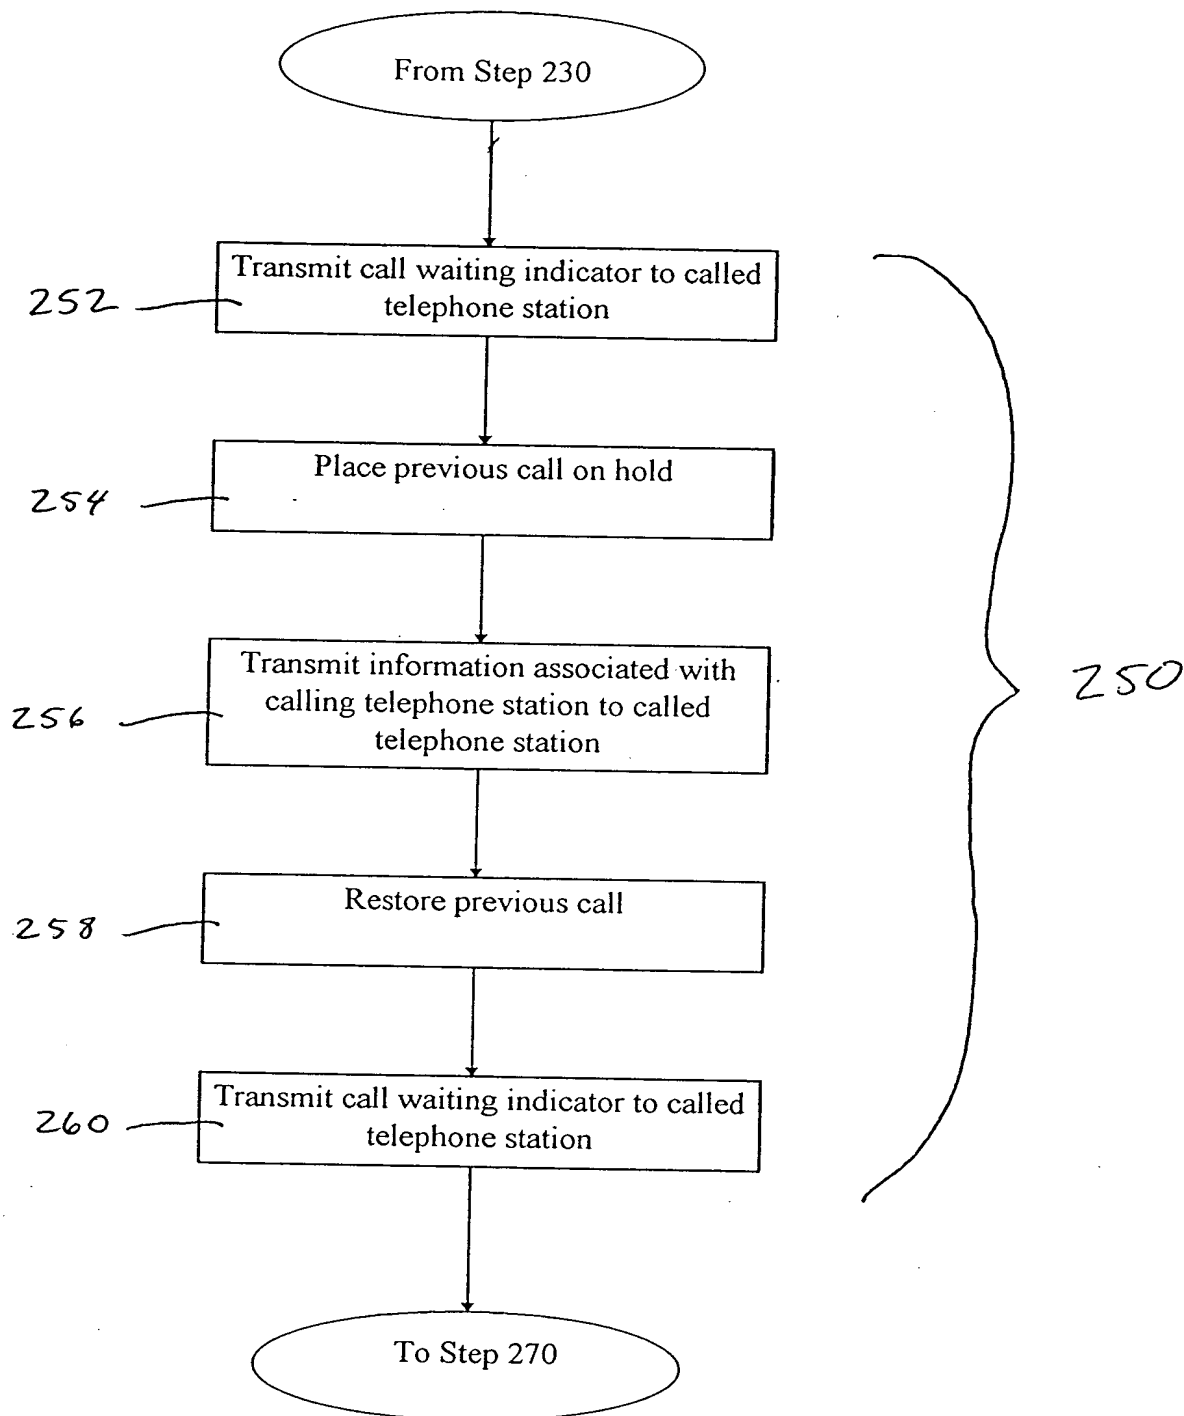 From Step 230
Transmit call waiting indicator to called
telephone station
252
Place previous call on hold
254
Transmit information associated with
calling telephone station to called
telephone station
256
250
Restore previous call
258
Transmit call waiting indicator to called
telephone station
260
To Step 270